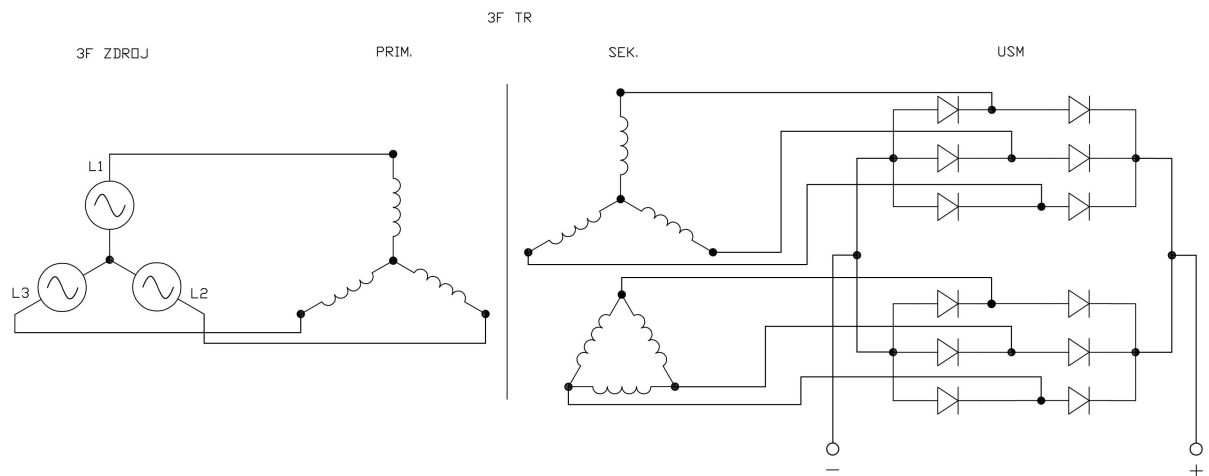 3F TR
3F ZDROJ
PRIM.
SEK.
USM
L1
L3
L2
−
+